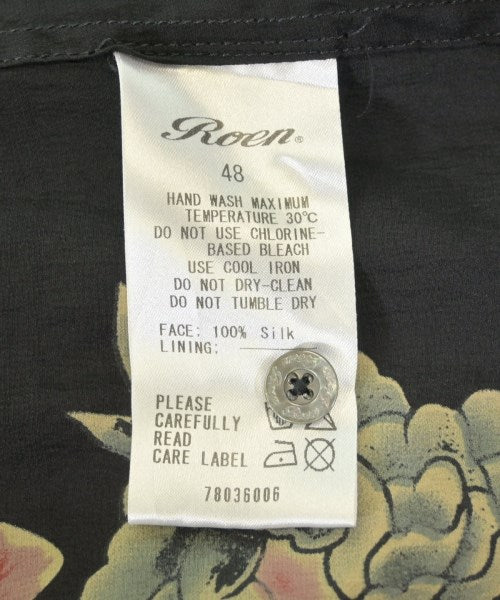 Roen®
48
HAND WASH MAXIMUM
TEMPERATURE 30℃
DO NOT USE CHLORINE-
BASED BLEACH
USE COOL IRON
DO NOT DRY-CLEAN
DO NOT TUMBLE DRY
FACE: 100% Silk
LINING:
PLEASE
CAREFULLY
READ
CARE LABEL
78036006